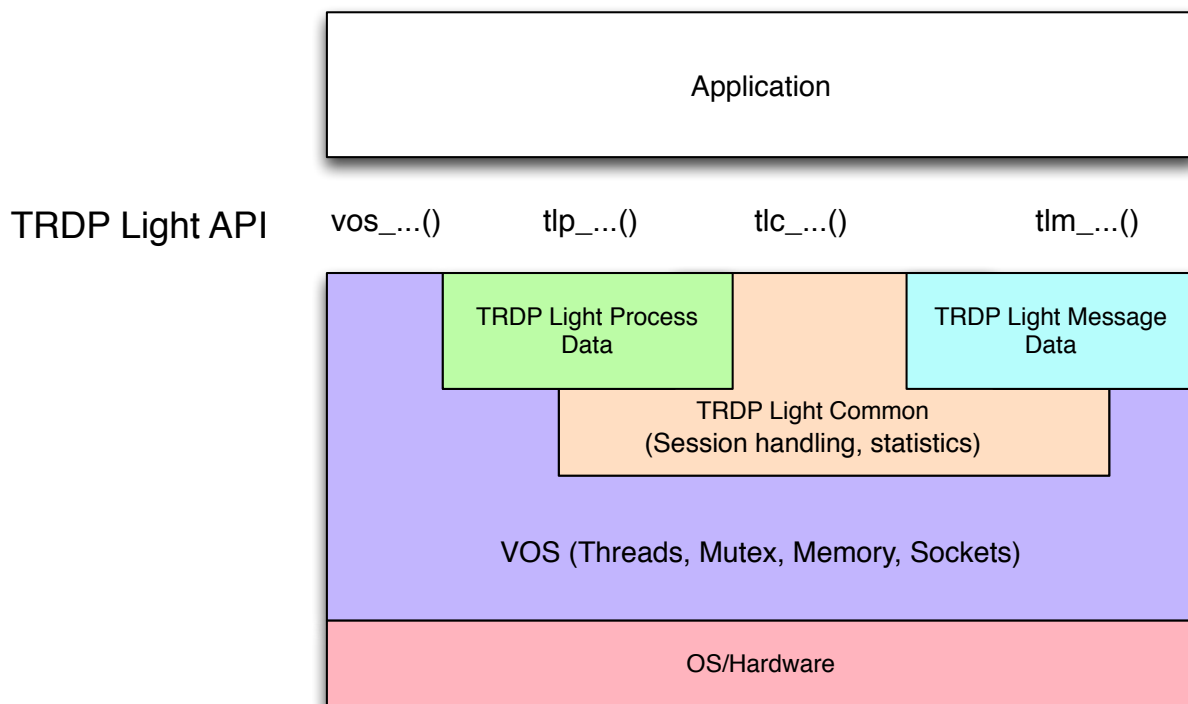 Application
TRDP Light API
vos_...()
tlp_...()
tlc_...()
tlm_...()
TRDP Light Process
Data
TRDP Light Message
Data
TRDP Light Common
(Session handling, statistics)
VOS (Threads, Mutex, Memory, Sockets)
OS/Hardware